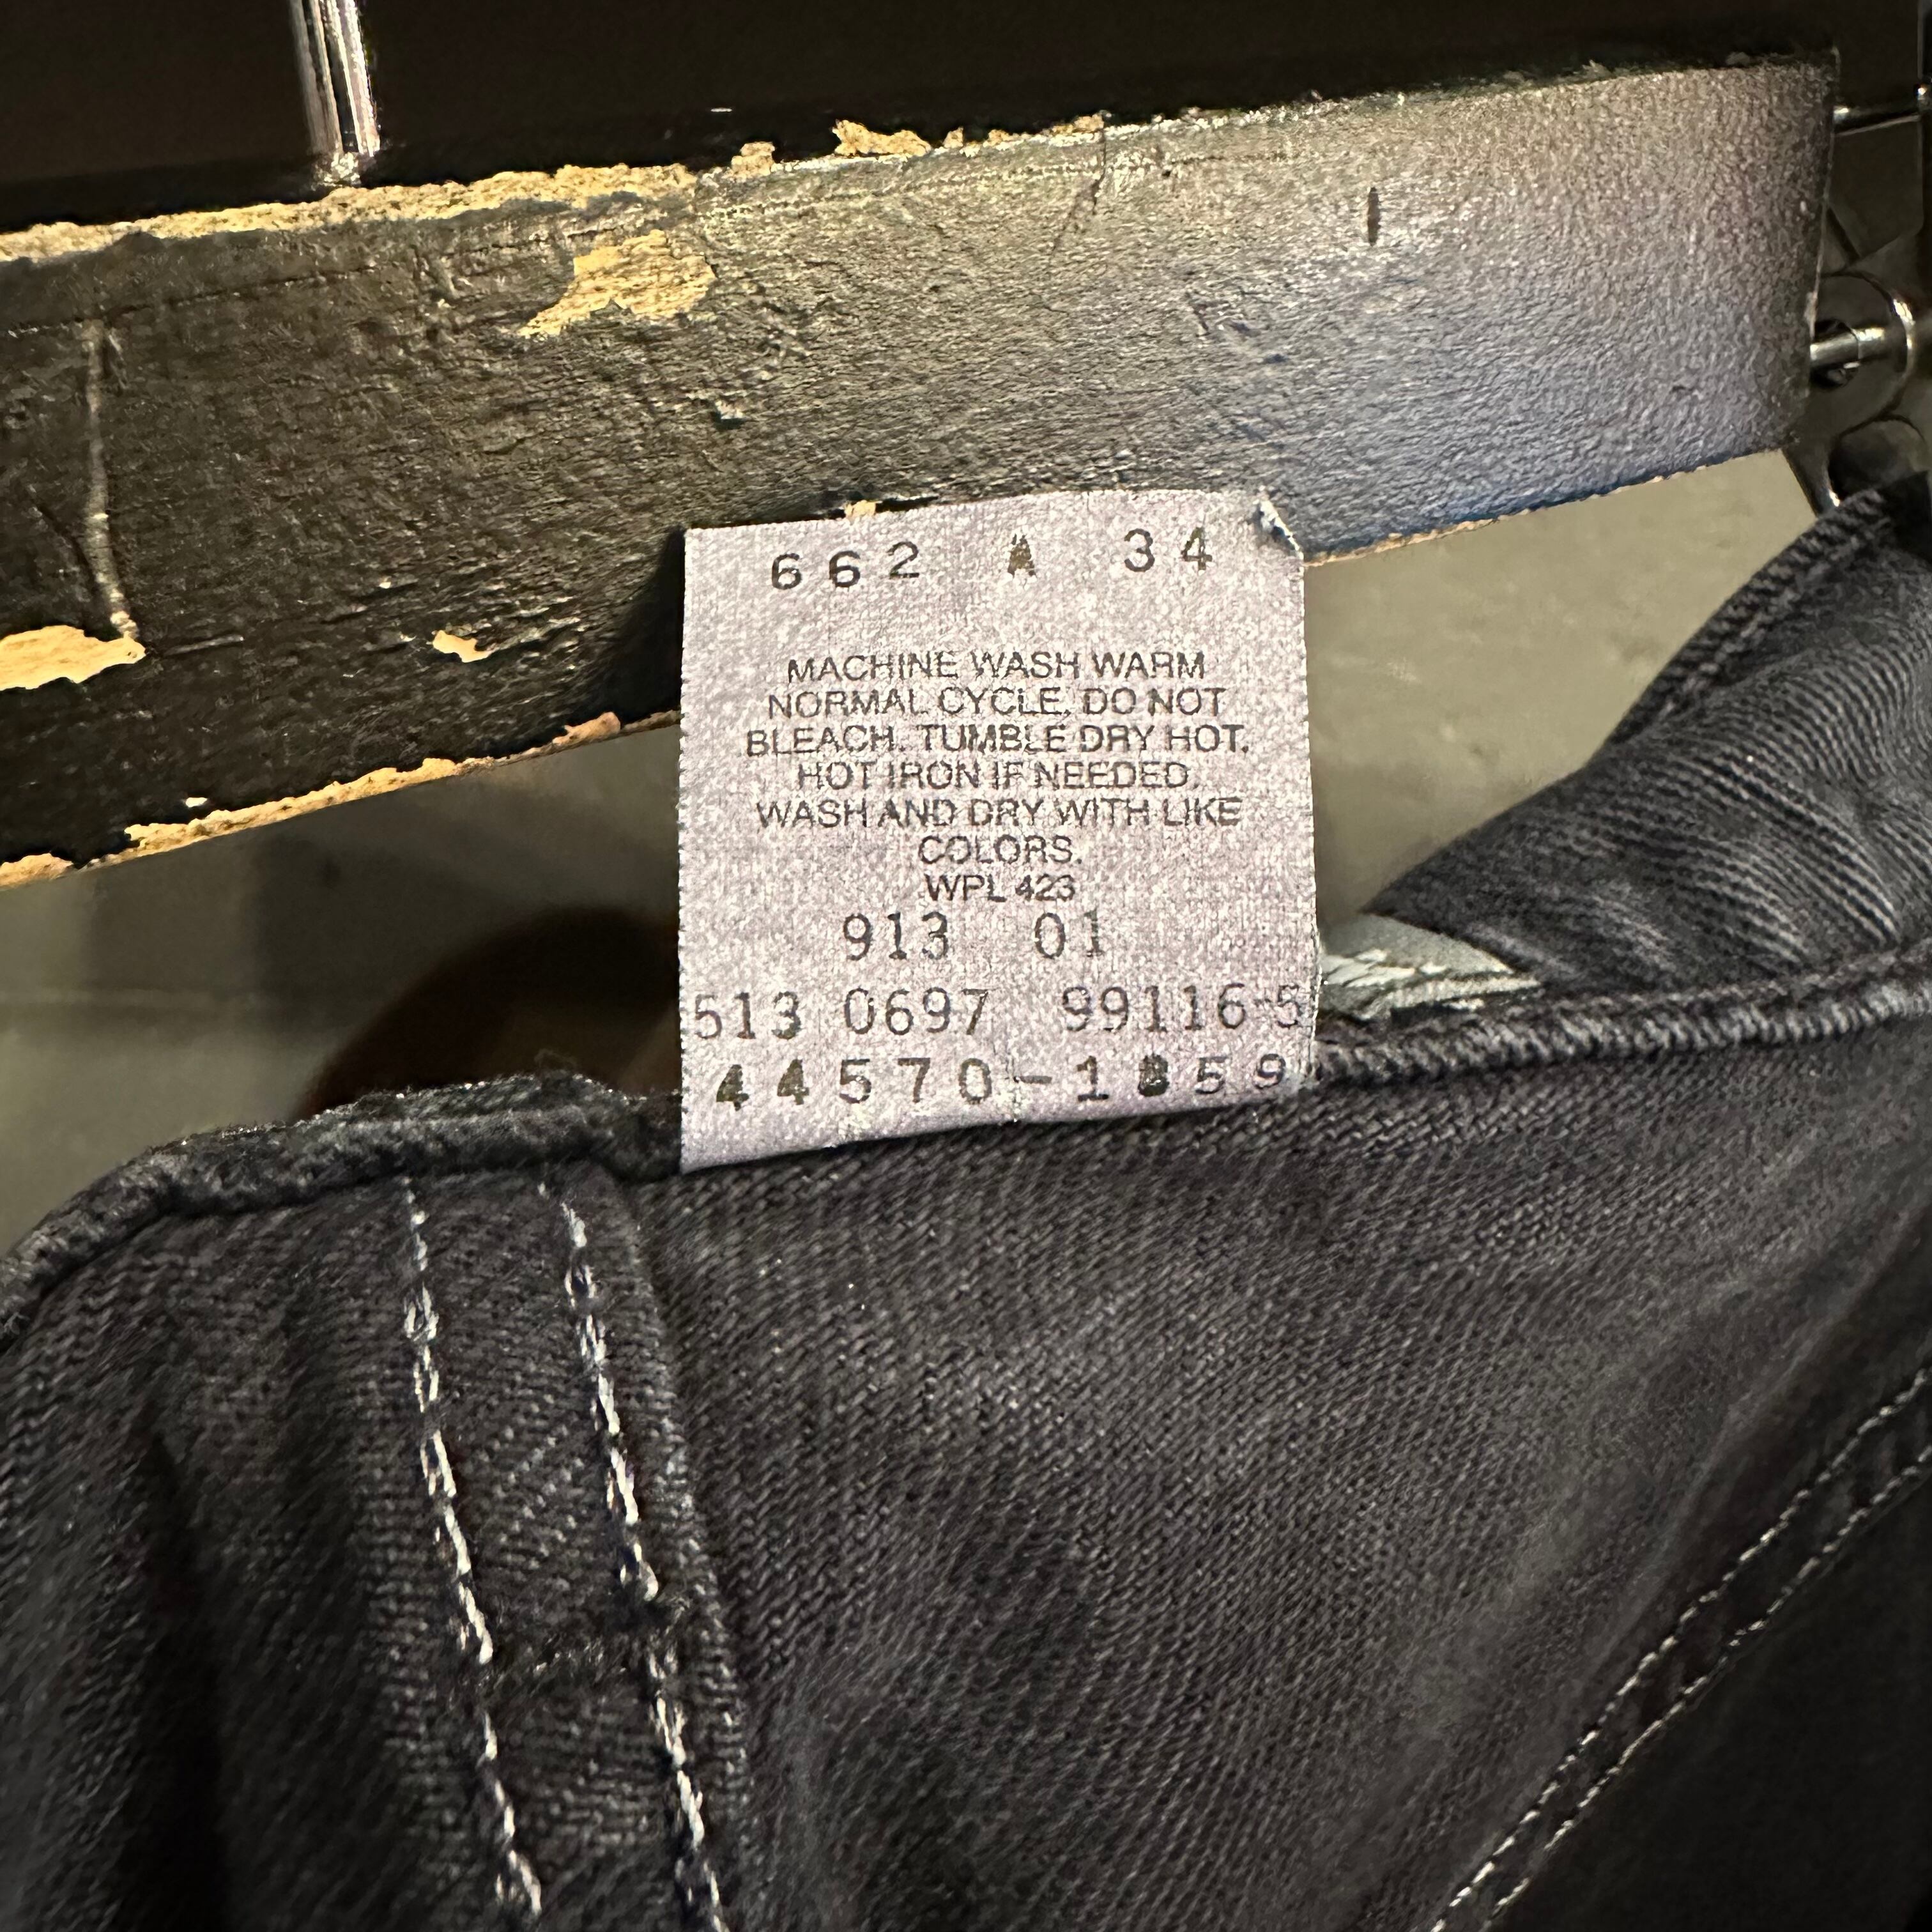 662 A 34
MACHINE WASH WARM
NORMAL CYCLE. DO NOT
BLEACH. TUMBLE DRY HOT.
HOT IRON IF NEEDED.
WASH AND DRY WITH LIKE
COLORS.
WPL 423
913 01
513 0697 99116-5